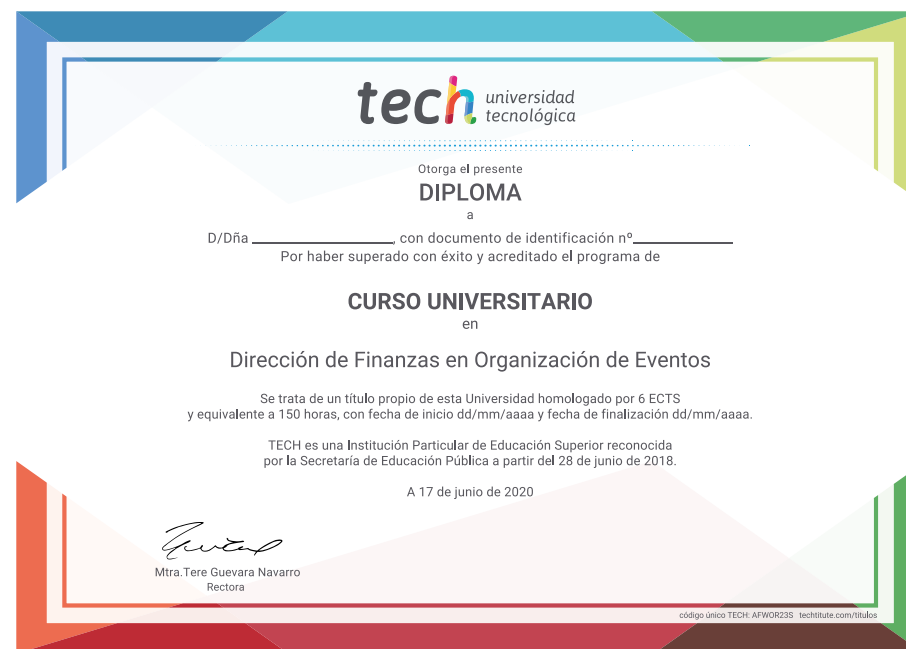 tech universidad
tecnológica
Otorga el presente
DIPLOMA
a
D/Dña ____________________, con documento de identificación nº______________
Por haber superado con éxito y acreditado el programa de
CURSO UNIVERSITARIO
en
Dirección de Finanzas en Organización de Eventos
Se trata de un título propio de esta Universidad homologado por 6 ECTS
y equivalente a 150 horas, con fecha de inicio dd/mm/aaaa y fecha de finalización dd/mm/aaaa.
TECH es una Institución Particular de Educación Superior reconocida
por la Secretaría de Educación Pública a partir del 28 de junio de 2018.
A 17 de junio de 2020
Mtra.Tere Guevara Navarro
Rectora
código único TECH: AFWOR23S techtitute.com/titulos